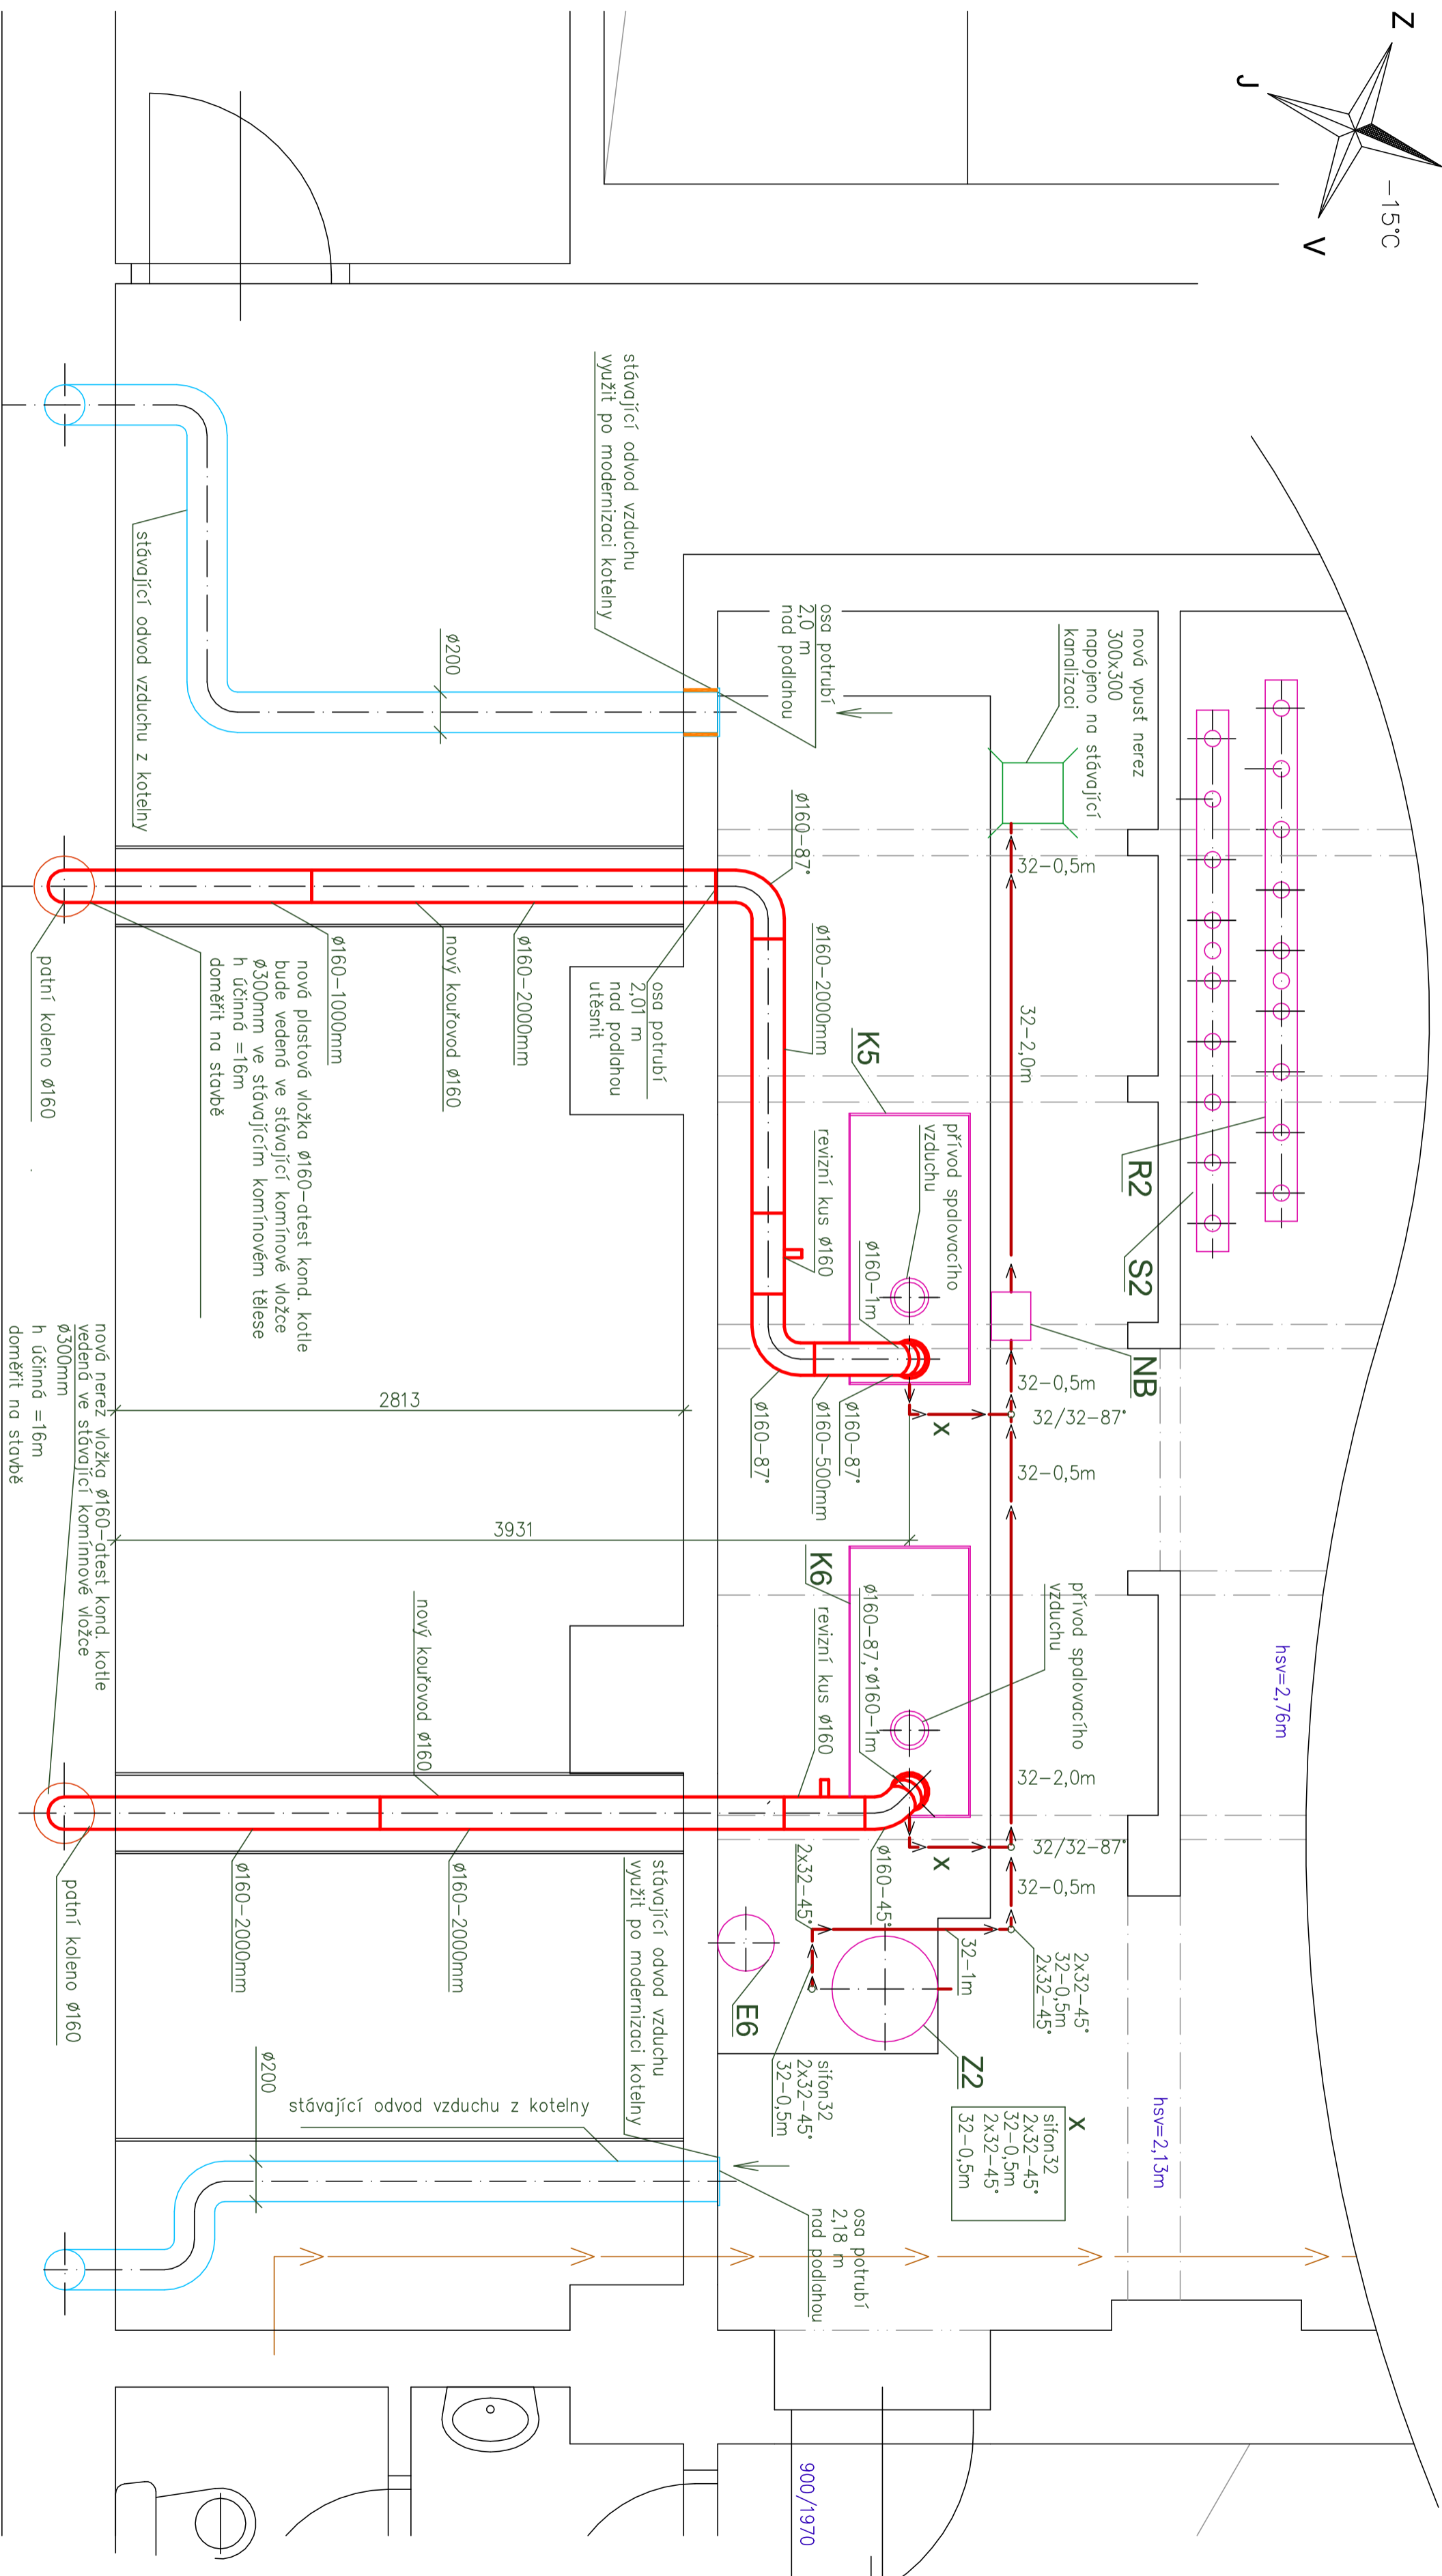 Z
J
V
-15°C
nová vpusť nerez
300x300
napojeno na stávající
kanalizaci
osa potrubí
2,0 m
nad podlahou
stávající odvod vzduchu
využit po modernizaci kotelny
ø200
stávající odvod vzduchu z kotelny
32-0,5m
32-2,0m
R2
S2
NB
32-0,5m
32/32-87°
32-0,5m
hsv=2,76m
32-2,0m
32/32-87°
32-0,5m
2x32-45°
32-0,5m
2x32-45°
hsv=2,13m
ø160-87°
ø160-2000mm
K5
přívod spalovacího
vzduchu
revizní kus ø160
ø160-1m
x
ø160-87°
ø160-500mm
ø160-87°
osa potrubí
2,01 m
nad podlahou
utěsnit
ø160-2000mm
nový kouřovod ø160
ø160-1000mm
nová plastová vložka ø160-atest kond. kotle
bude vedená ve stávající komínové vložce
ø300mm ve stávajícím komínovém tělese
h účinná =16m
doměřit na stavbě
patní koleno ø160
2813
3931
K6
přívod spalovacího
vzduchu
ø160-87,°ø160-1m
revizní kus ø160
x
ø160-45°
2x32-45°
32-1m
nový kouřovod ø160
nová nerez vložka ø160-atest kond. kotle
vedená ve stávající komínnové vložce
ø300mm
h účinná =16m
doměřit na stavbě
ø160-2000mm
ø160-2000mm
patní koleno ø160
stávající odvod vzduchu
využit po modernizaci kotelny
E6
Z2
sifon32
2x32-45°
32-0,5m
x
sifon32
2x32-45°
32-0,5m
2x32-45°
32-0,5m
ø200
stávající odvod vzduchu z kotelny
osa potrubí
2,18 m
nad podlahou
900/1970